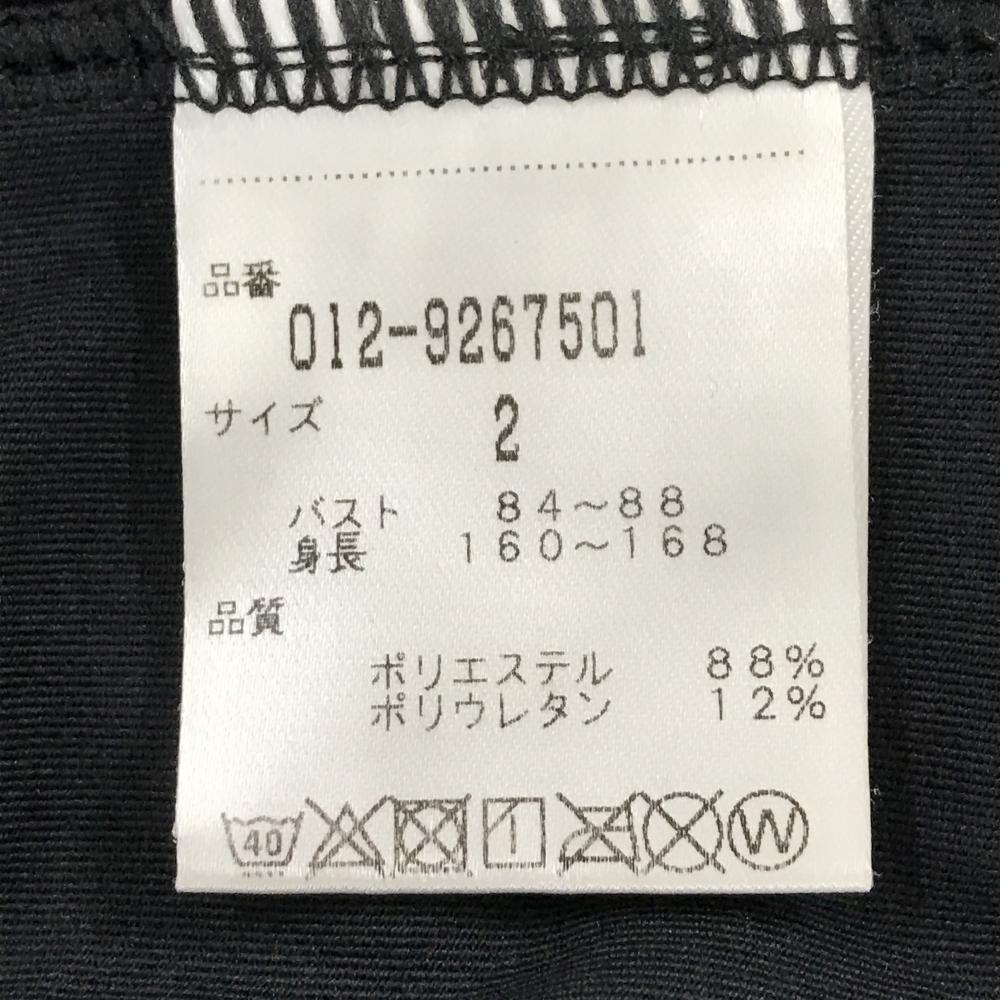 品番
012-9267501
サイズ 2
バスト 84~88
身長 160~168
品質
ポリエステル 88%
ポリウレタン 12%
40 W